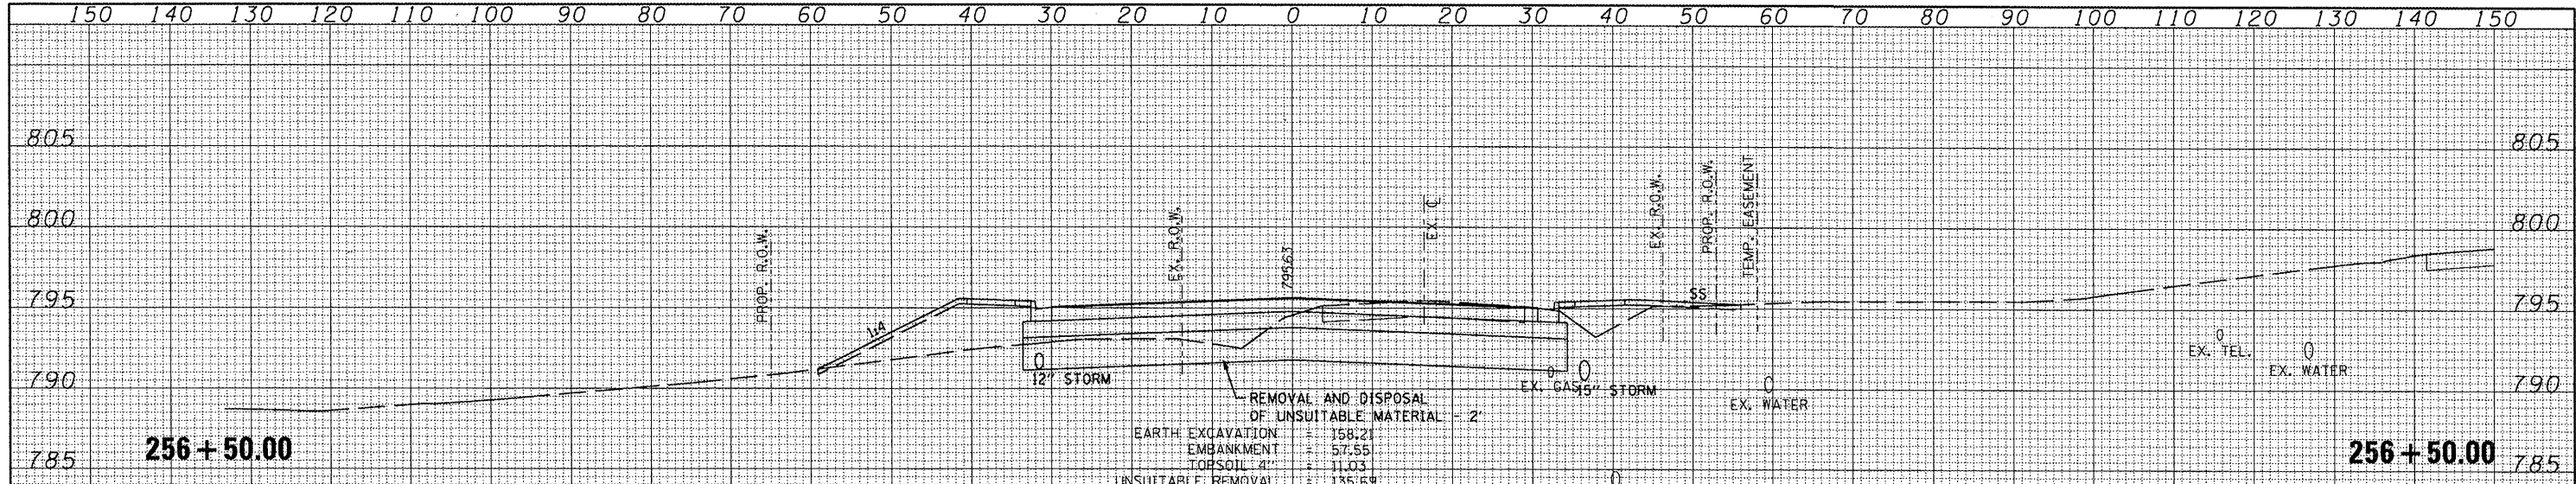 150 140 130 120 110 100 90 80 70 60 50 40 30 20 10 0 10 20 30 40 50 60 70 80 90 100 110 120 130 140 150
805 805
800 800
795 795
790 790
785 785
PROP. R.O.W.
EX. R.O.W.
795.63
EX. ℄
EX. R.O.W.
PROP. R.O.W.
TEMP. EASEMENT
1:4
SS
12" STORM
EX. GAS
15" STORM
EX. WATER
EX. TEL.
EX. WATER
REMOVAL AND DISPOSAL
OF UNSUITABLE MATERIAL - 2'
EARTH EXCAVATION = 158.21
EMBANKMENT = 57.55
TOPSOIL 4" = 11.03
UNSUITABLE REMOVAL = 135.69
256+50.00 256+50.00